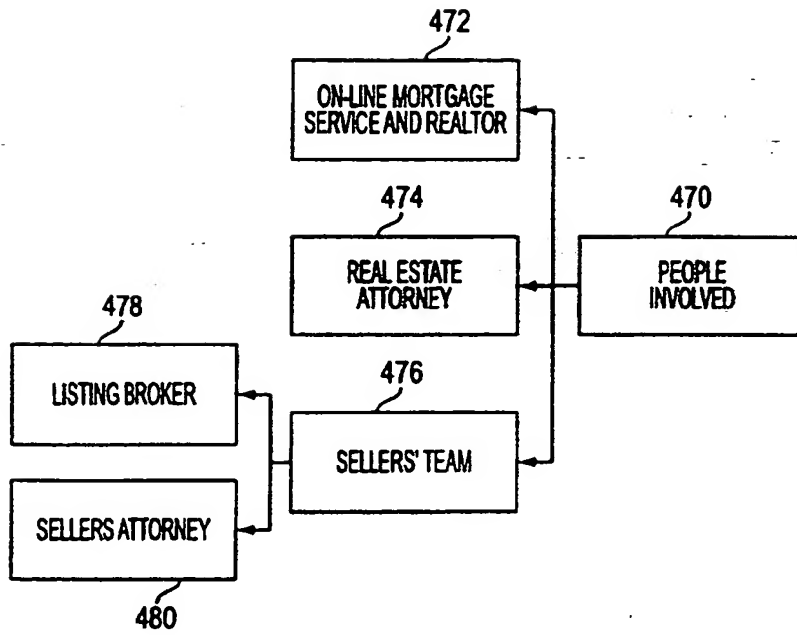 472
ON-LINE MORTGAGE
SERVICE AND REALTOR
474
470
REAL ESTATE
ATTORNEY
PEOPLE
INVOLVED
478
476
LISTING BROKER
SELLERS' TEAM
SELLERS ATTORNEY
480